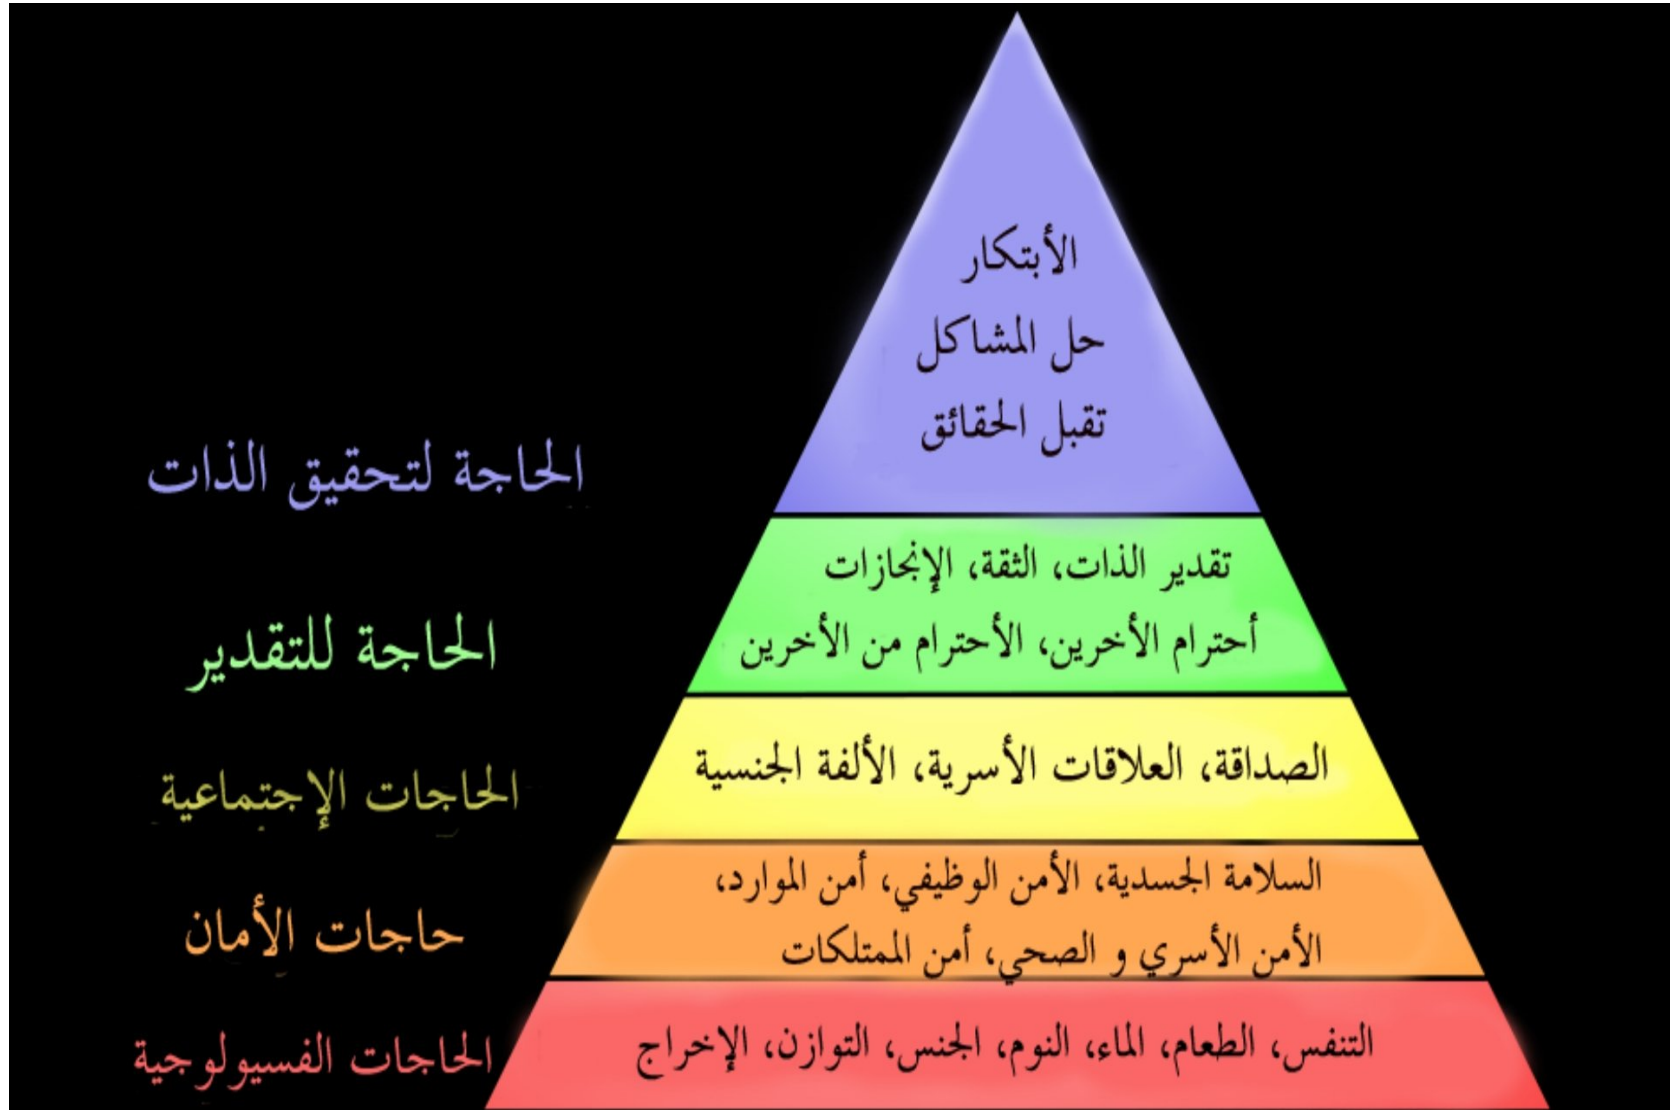 الأبتكار
حل المشاكل
تقبل الحقائق
الحاجة لتحقيق الذات
تقدير الذات، الثقة، الإنجازات
أحترام الأخرين، الأحترام من الأخرين
الحاجة للتقدير
الصداقة، العلاقات الأسرية، الألفة الجنسية
الحاجات الإجتماعية
السلامة الجسدية، الأمن الوظيفي، أمن الموارد،
الأمن الأسري و الصحي، أمن الممتلكات
حاجات الأمان
التنفس، الطعام، الماء، النوم، الجنس، التوازن، الإخراج
الحاجات الفسيولوجية